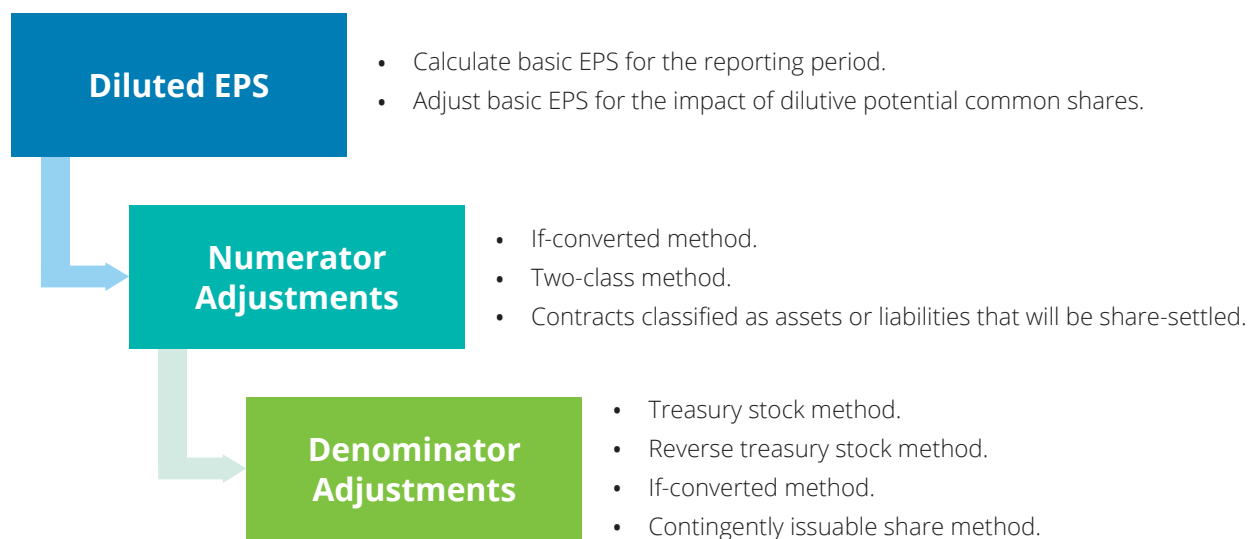 Diluted EPS
• Calculate basic EPS for the reporting period.
• Adjust basic EPS for the impact of dilutive potential common shares.
Numerator
Adjustments
• If-converted method.
• Two-class method.
• Contracts classified as assets or liabilities that will be share-settled.
Denominator
Adjustments
• Treasury stock method.
• Reverse treasury stock method.
• If-converted method.
• Contingently issuable share method.